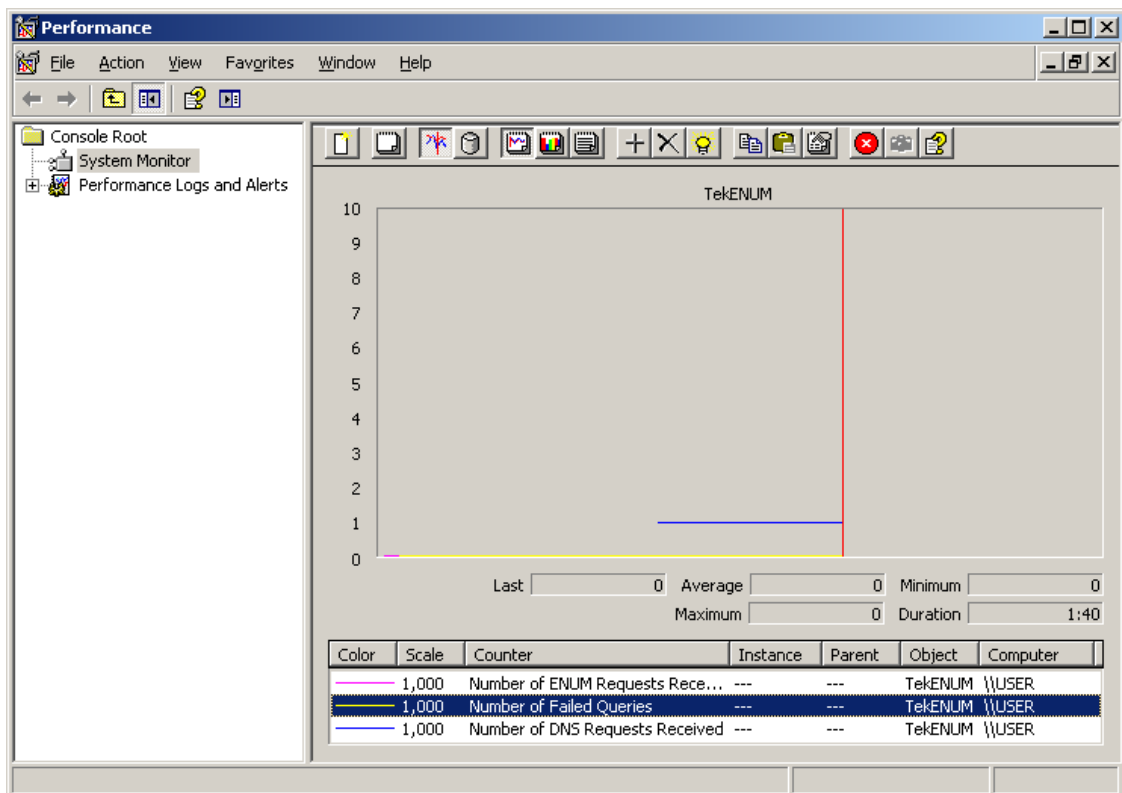 Performance
File Action View Favorites Window Help
Console Root
System Monitor
Performance Logs and Alerts
TekENUM
10
9
8
7
6
5
4
3
2
1
0
Last 0 Average 0 Minimum 0
Maximum 0 Duration 1:40
Color Scale Counter Instance Parent Object Computer
1,000 Number of ENUM Requests Rece... --- --- TekENUM \\USER
1,000 Number of Failed Queries --- --- TekENUM \\USER
1,000 Number of DNS Requests Received --- --- TekENUM \\USER